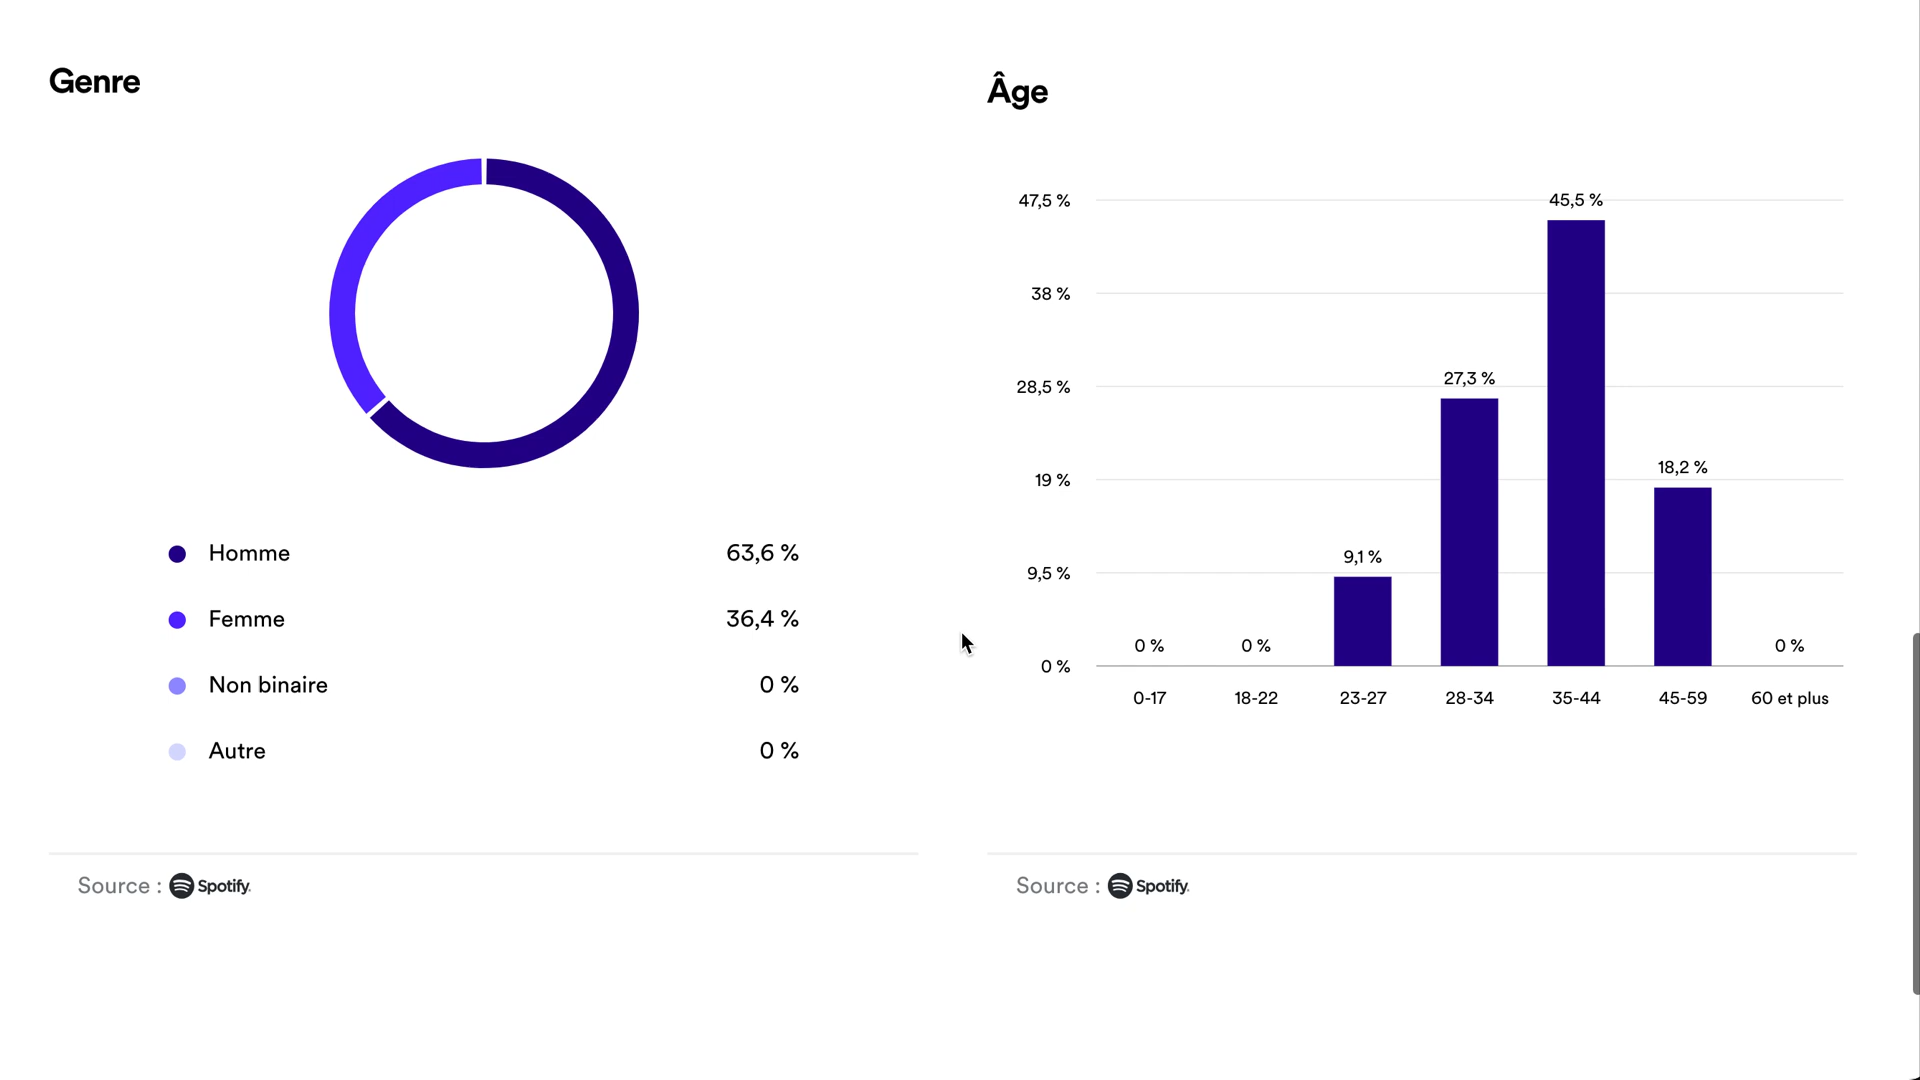 Genre
Homme 63,6 %
Femme 36,4 %
Non binaire 0 %
Autre 0 %
Source : Spotify
Âge
47,5 %
38 %
28,5 %
19 %
9,5 %
0 %
0 %
0 %
9,1 %
27,3 %
45,5 %
18,2 %
0 %
0-17 18-22 23-27 28-34 35-44 45-59 60 et plus
Source : Spotify